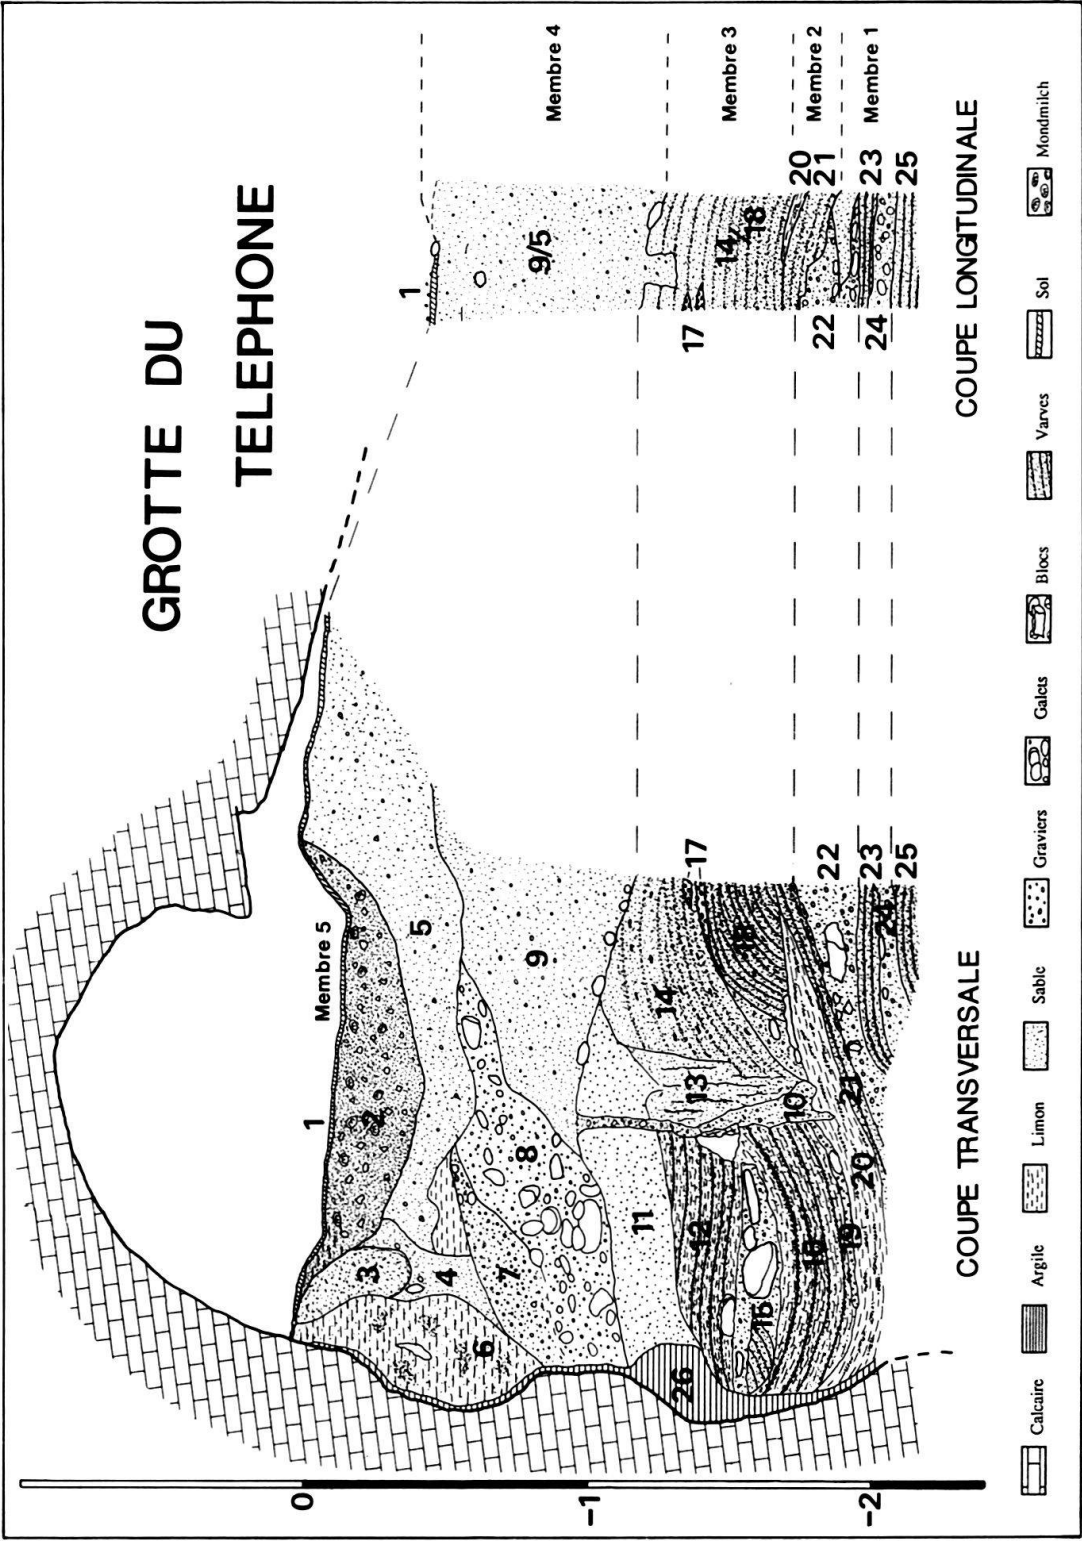 GROTTE DU
TELEPHONE
Membre 5
Membre 4
Membre 3
Membre 2
Membre 1
0
-1
-2
1
2
3
4
5
6
7
8
9
10
11
12
13
14
16
17
18
18
19
20
21
22
23
24
25
26
1
9/5
14
18
17
20
21
22
23
24
25
COUPE TRANSVERSALE
COUPE LONGITUDINALE
Calcaire
Argile
Limon
Sable
Graviers
Galets
Blocs
Varves
Sol
Mondmilch